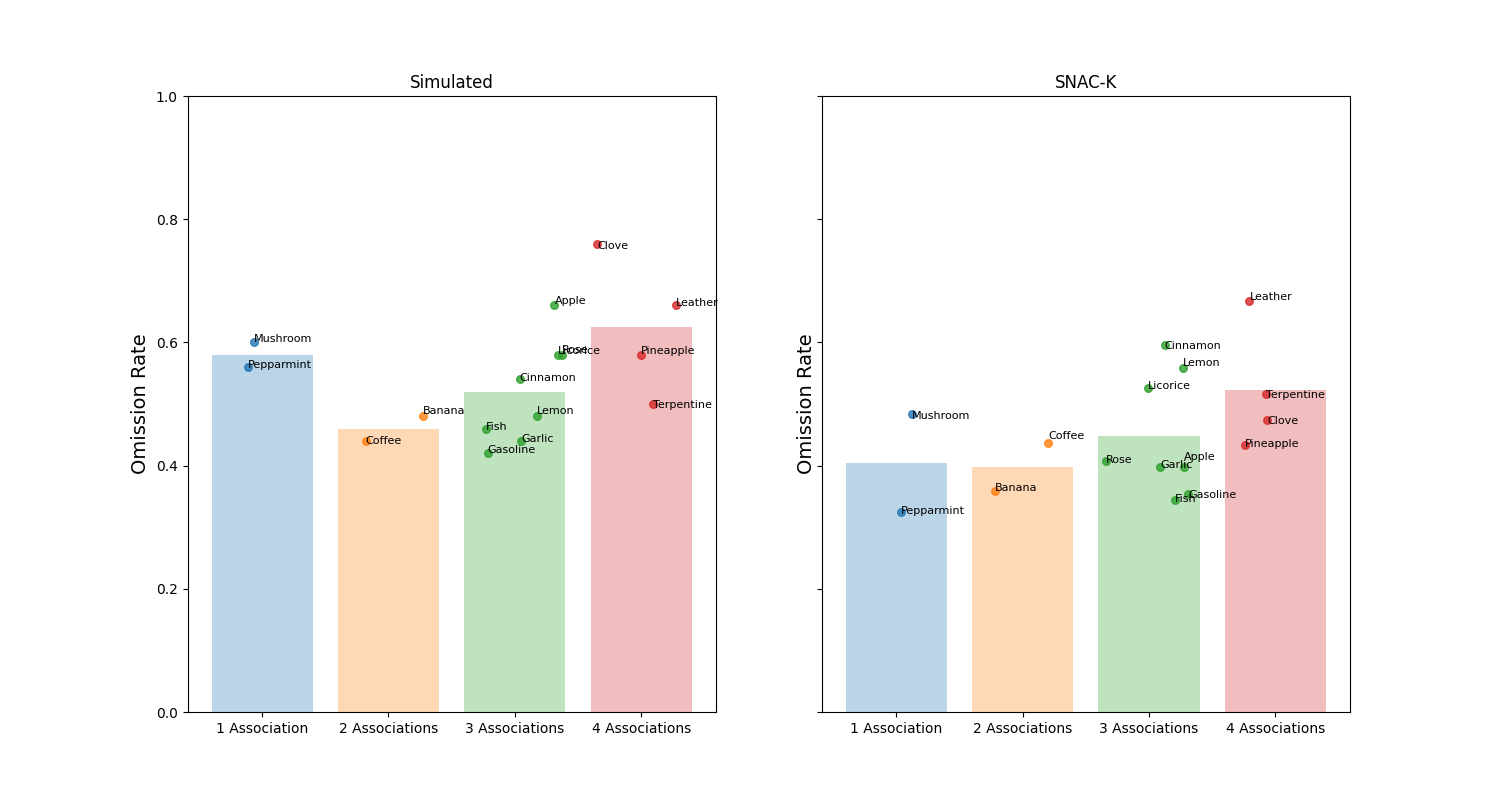 Simulated
Omission Rate
1.0
0.8
0.6
0.4
0.2
0.0
Clove
Apple
Leather
Mushroom
Rose
Licorice
Pineapple
Pepparmint
Cinnamon
Terpentine
Banana
Lemon
Fish
Coffee
Garlic
Gasoline
1 Association
2 Associations
3 Associations
4 Associations
SNAC-K
Omission Rate
Leather
Cinnamon
Lemon
Licorice
Terpentine
Mushroom
Clove
Coffee
Pineapple
Apple
Rose
Garlic
Banana
Gasoline
Fish
Pepparmint
1 Association
2 Associations
3 Associations
4 Associations